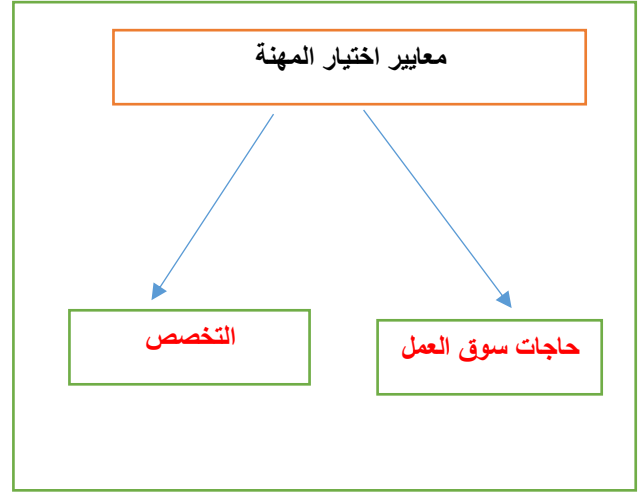 معايير اختيار المهنة
حاجات سوق العمل
التخصص